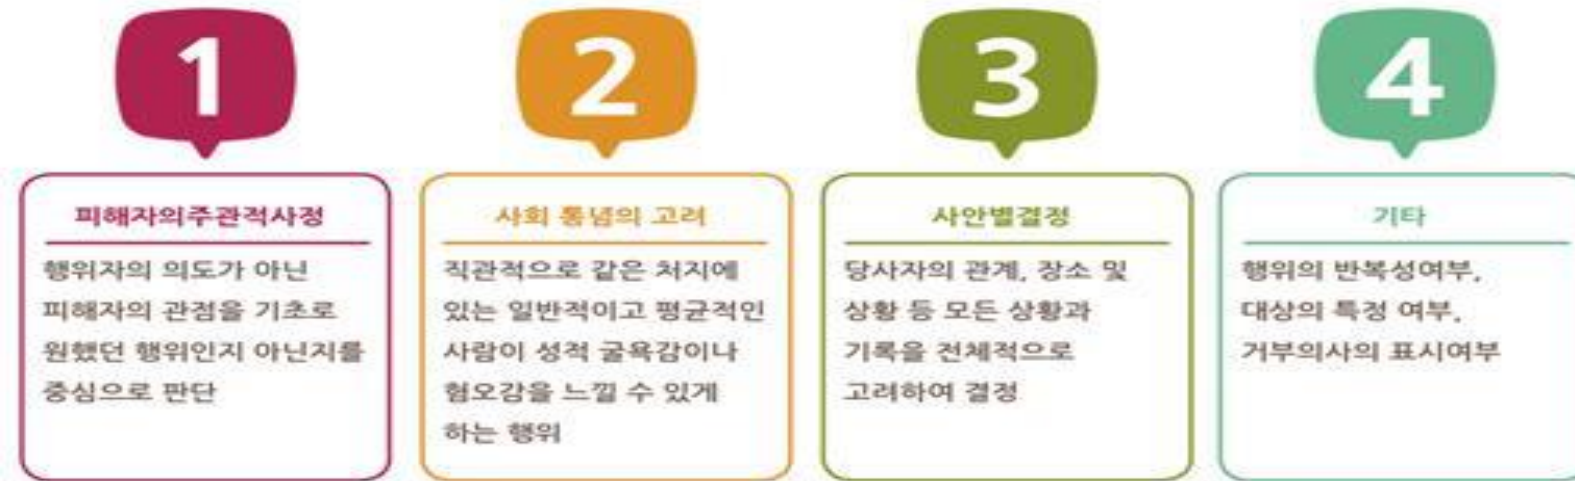 1
피해자의주관적사정
행위자의 의도가 아닌
피해자의 관점을 기초로
원했던 행위인지 아닌지를
중심으로 판단
2
사회 통념의 고려
직관적으로 같은 처지에
있는 일반적이고 평균적인
사람이 성적 굴욕감이나
혐오감을 느낄 수 있게
하는 행위
3
사안별결정
당사자의 관계, 장소 및
상황 등 모든 상황과
기록을 전체적으로
고려하여 결정
4
기타
행위의 반복성여부,
대상의 특정 여부,
거부의사의 표시여부